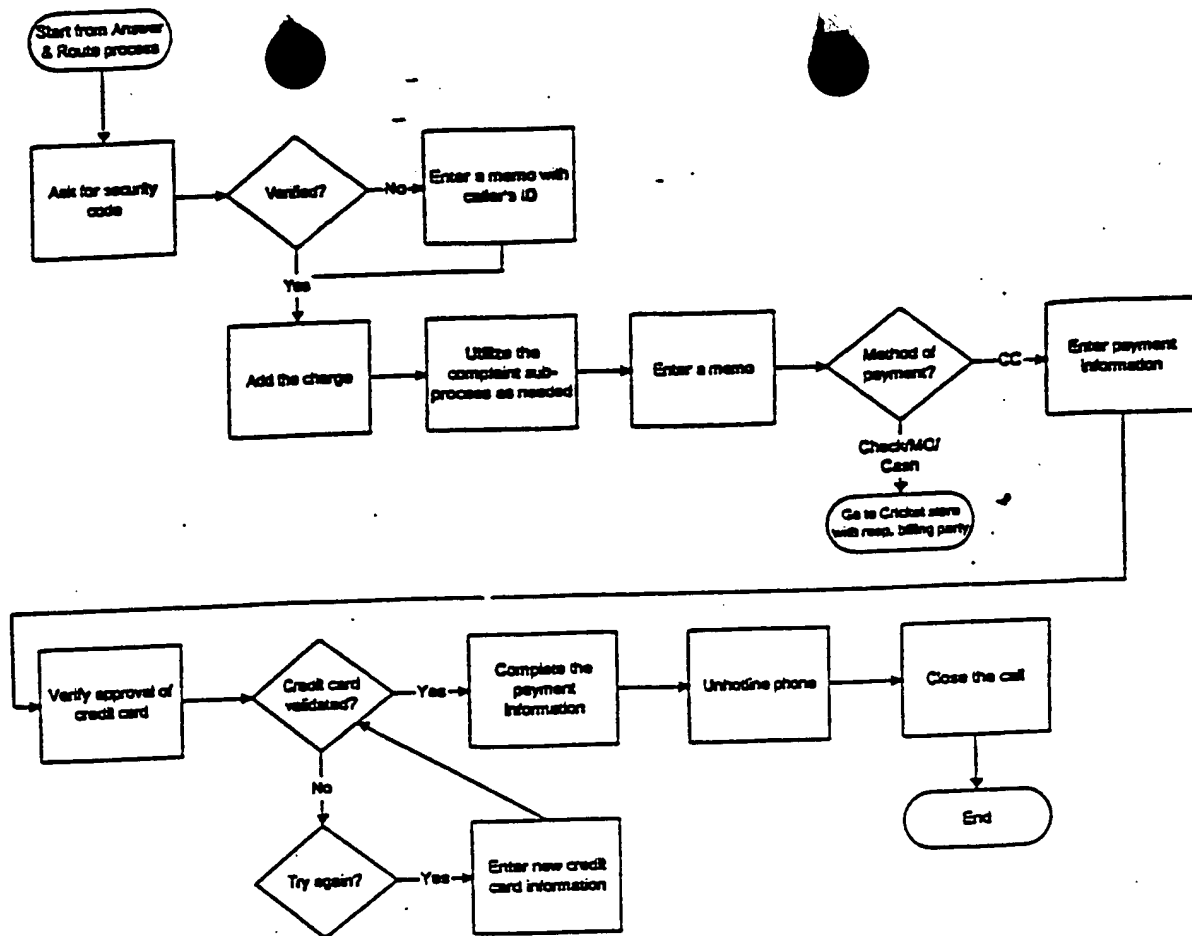 Start from Answer
& Route process
Ask for security
code
Verified?
No
Enter a memo with
caller's ID
Yes
Add the charge
Utilize the
complaint sub-
process as needed
Enter a memo
Method of
payment?
CC
Enter payment
information
Check/MO/
Cash
Go to Cricket store
with resp. billing party
Verify approval of
credit card
Credit card
validated?
Yes
Complete the
payment
information
Unhotline phone
Close the call
No
End
Try again?
Yes
Enter new credit
card information